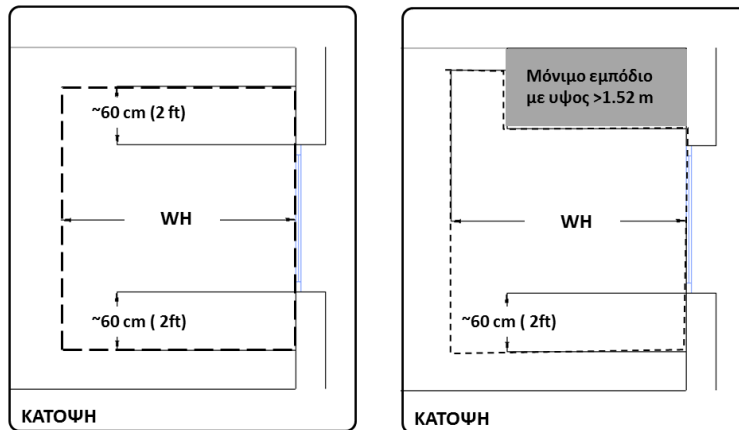 ~60 cm (2 ft)
WH
~60 cm ( 2ft)
ΚΑΤΟΨΗ
Μόνιμο εμπόδιο
με υψος >1.52 m
WH
~60 cm ( 2ft)
ΚΑΤΟΨΗ